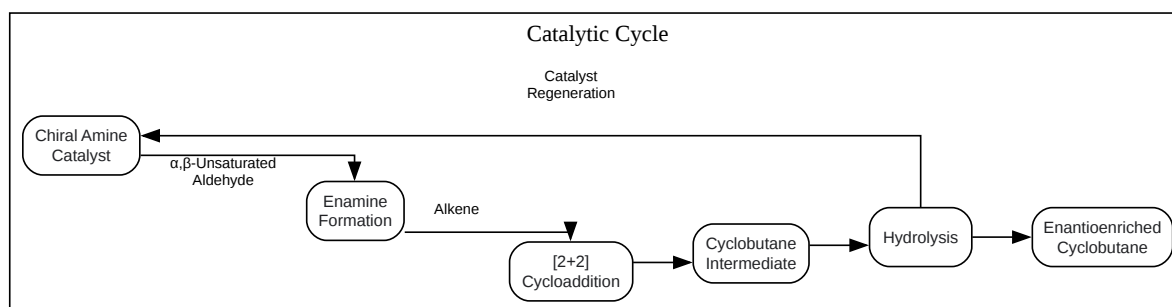 Catalytic Cycle
Catalyst
Regeneration
Chiral Amine
Catalyst
α,β-Unsaturated
Aldehyde
Enamine
Formation
Alkene
[2+2]
Cycloaddition
Cyclobutane
Intermediate
Hydrolysis
Enantioenriched
Cyclobutane